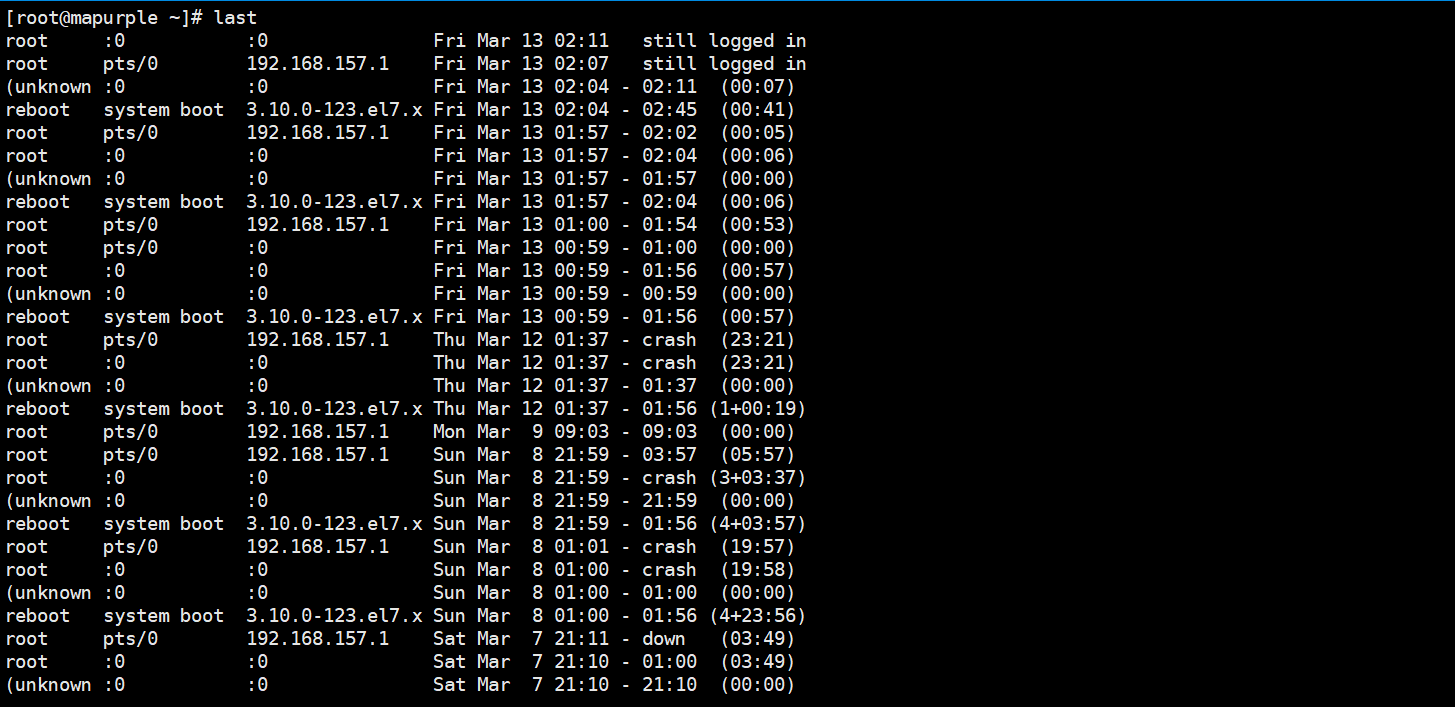 [root@mapurple ~]# last
root     :0           :0               Fri Mar 13 02:11   still logged in
root     pts/0        192.168.157.1    Fri Mar 13 02:07   still logged in
(unknown :0           :0               Fri Mar 13 02:04 - 02:11  (00:07)
reboot   system boot  3.10.0-123.el7.x Fri Mar 13 02:04 - 02:45  (00:41)
root     pts/0        192.168.157.1    Fri Mar 13 01:57 - 02:02  (00:05)
root     :0           :0               Fri Mar 13 01:57 - 02:04  (00:06)
(unknown :0           :0               Fri Mar 13 01:57 - 01:57  (00:00)
reboot   system boot  3.10.0-123.el7.x Fri Mar 13 01:57 - 02:04  (00:06)
root     pts/0        192.168.157.1    Fri Mar 13 01:00 - 01:54  (00:53)
root     pts/0        :0               Fri Mar 13 00:59 - 01:00  (00:00)
root     :0           :0               Fri Mar 13 00:59 - 01:56  (00:57)
(unknown :0           :0               Fri Mar 13 00:59 - 00:59  (00:00)
reboot   system boot  3.10.0-123.el7.x Fri Mar 13 00:59 - 01:56  (00:57)
root     pts/0        192.168.157.1    Thu Mar 12 01:37 - crash  (23:21)
root     :0           :0               Thu Mar 12 01:37 - crash  (23:21)
(unknown :0           :0               Thu Mar 12 01:37 - 01:37  (00:00)
reboot   system boot  3.10.0-123.el7.x Thu Mar 12 01:37 - 01:56 (1+00:19)
root     pts/0        192.168.157.1    Mon Mar  9 09:03 - 09:03  (00:00)
root     pts/0        192.168.157.1    Sun Mar  8 21:59 - 03:57  (05:57)
root     :0           :0               Sun Mar  8 21:59 - crash (3+03:37)
(unknown :0           :0               Sun Mar  8 21:59 - 21:59  (00:00)
reboot   system boot  3.10.0-123.el7.x Sun Mar  8 21:59 - 01:56 (4+03:57)
root     pts/0        192.168.157.1    Sun Mar  8 01:01 - crash  (19:57)
root     :0           :0               Sun Mar  8 01:00 - crash  (19:58)
(unknown :0           :0               Sun Mar  8 01:00 - 01:00  (00:00)
reboot   system boot  3.10.0-123.el7.x Sun Mar  8 01:00 - 01:56 (4+23:56)
root     pts/0        192.168.157.1    Sat Mar  7 21:11 - down   (03:49)
root     :0           :0               Sat Mar  7 21:10 - 01:00  (03:49)
(unknown :0           :0               Sat Mar  7 21:10 - 21:10  (00:00)